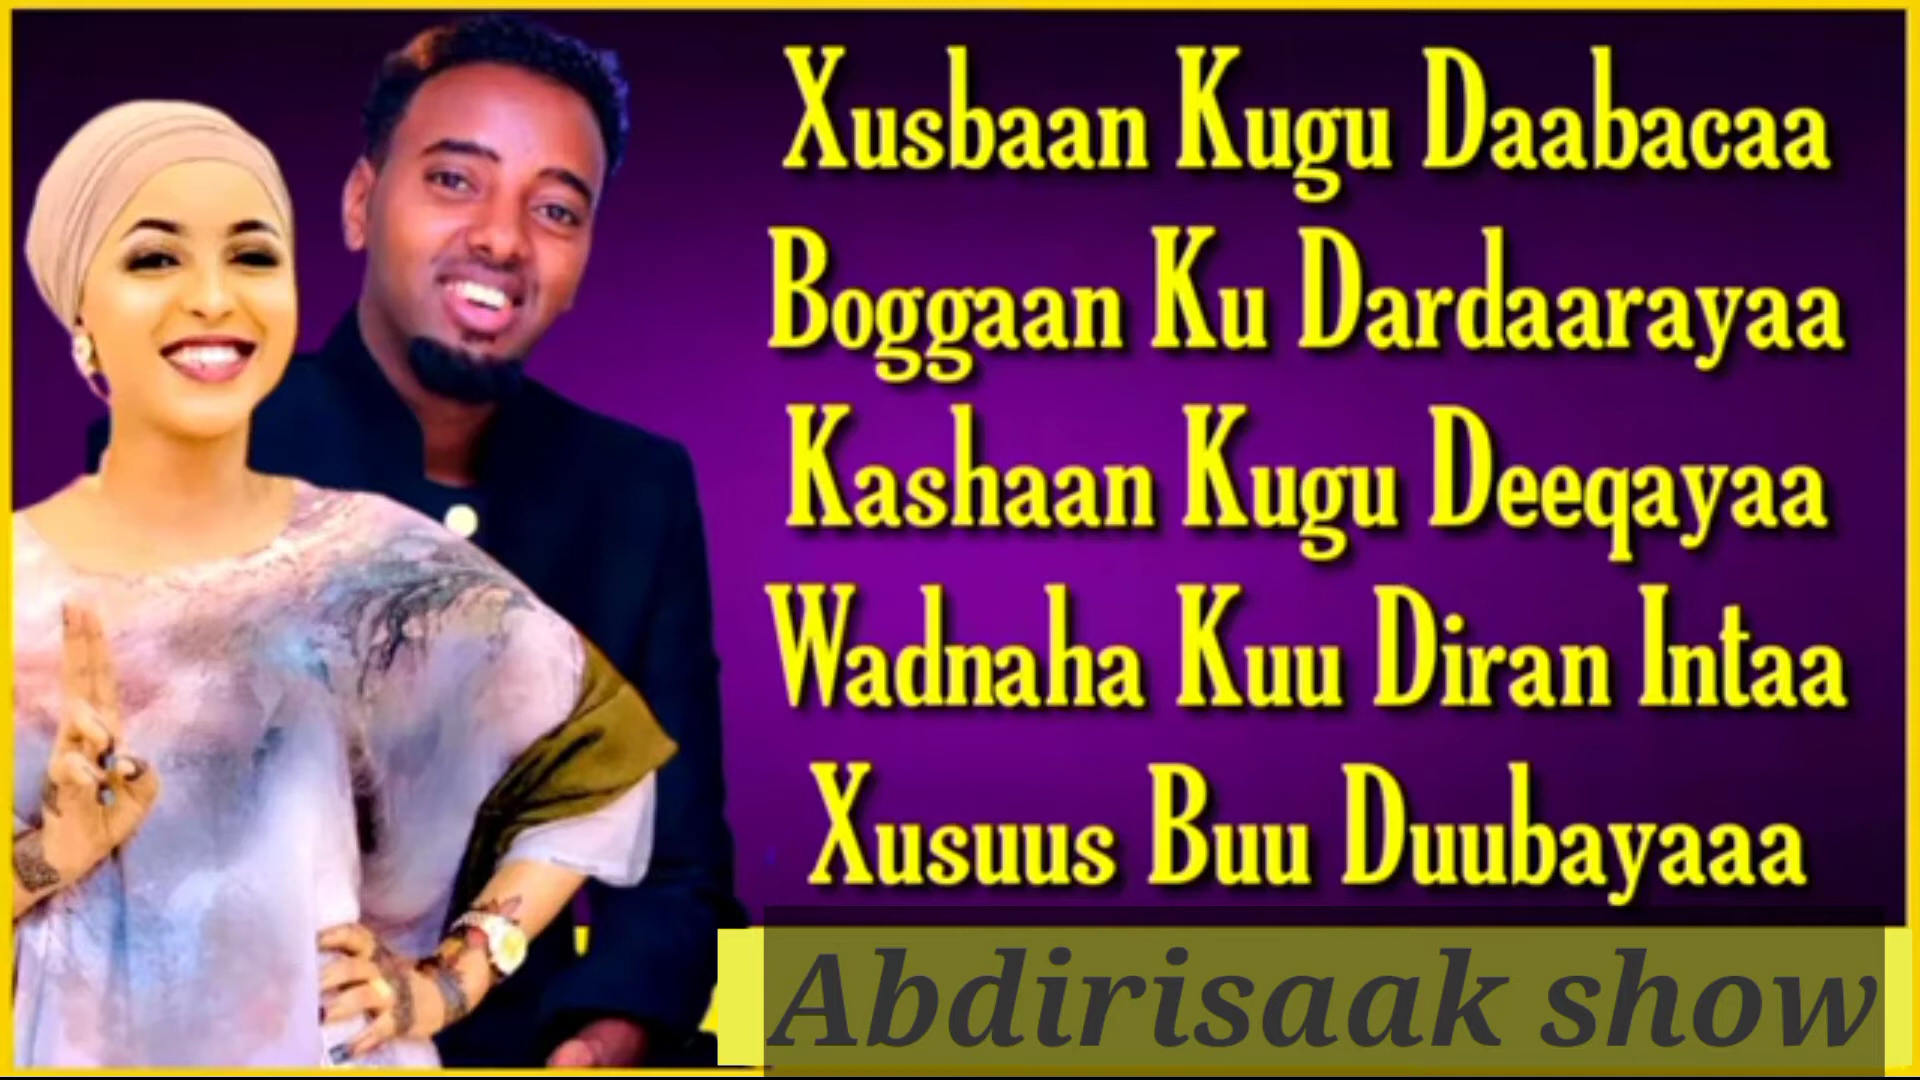 Xusbaan Kugu Daabacaa
Boggaan Ku Dardaarayaa
Kashaan Kugu Deeqayaa
Wadnaha Kuu Diran Intaa
Xusuus Buu Duubayaaa
Abdirisaak show